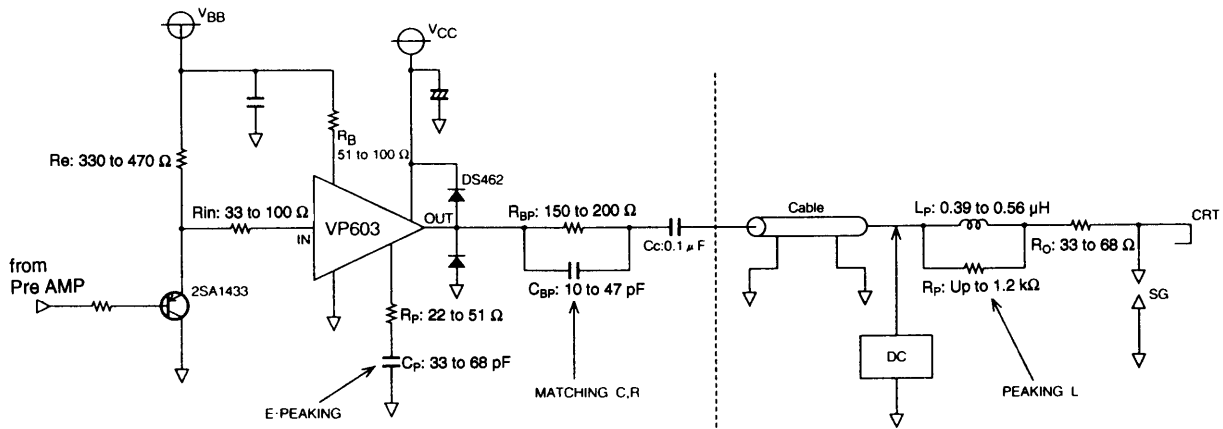 VBB
VCC
RB
51 to 100 Ω
Re: 330 to 470 Ω
DS462
Rin: 33 to 100 Ω
IN
VP603
OUT
RBP: 150 to 200 Ω
Cc:0.1 μF
Cable
LP: 0.39 to 0.56 μH
CRT
RO: 33 to 68 Ω
from
Pre AMP
2SA1433
CBP: 10 to 47 pF
RP: Up to 1.2 kΩ
SG
RP: 22 to 51 Ω
CP: 33 to 68 pF
DC
E·PEAKING
MATCHING C,R
PEAKING L